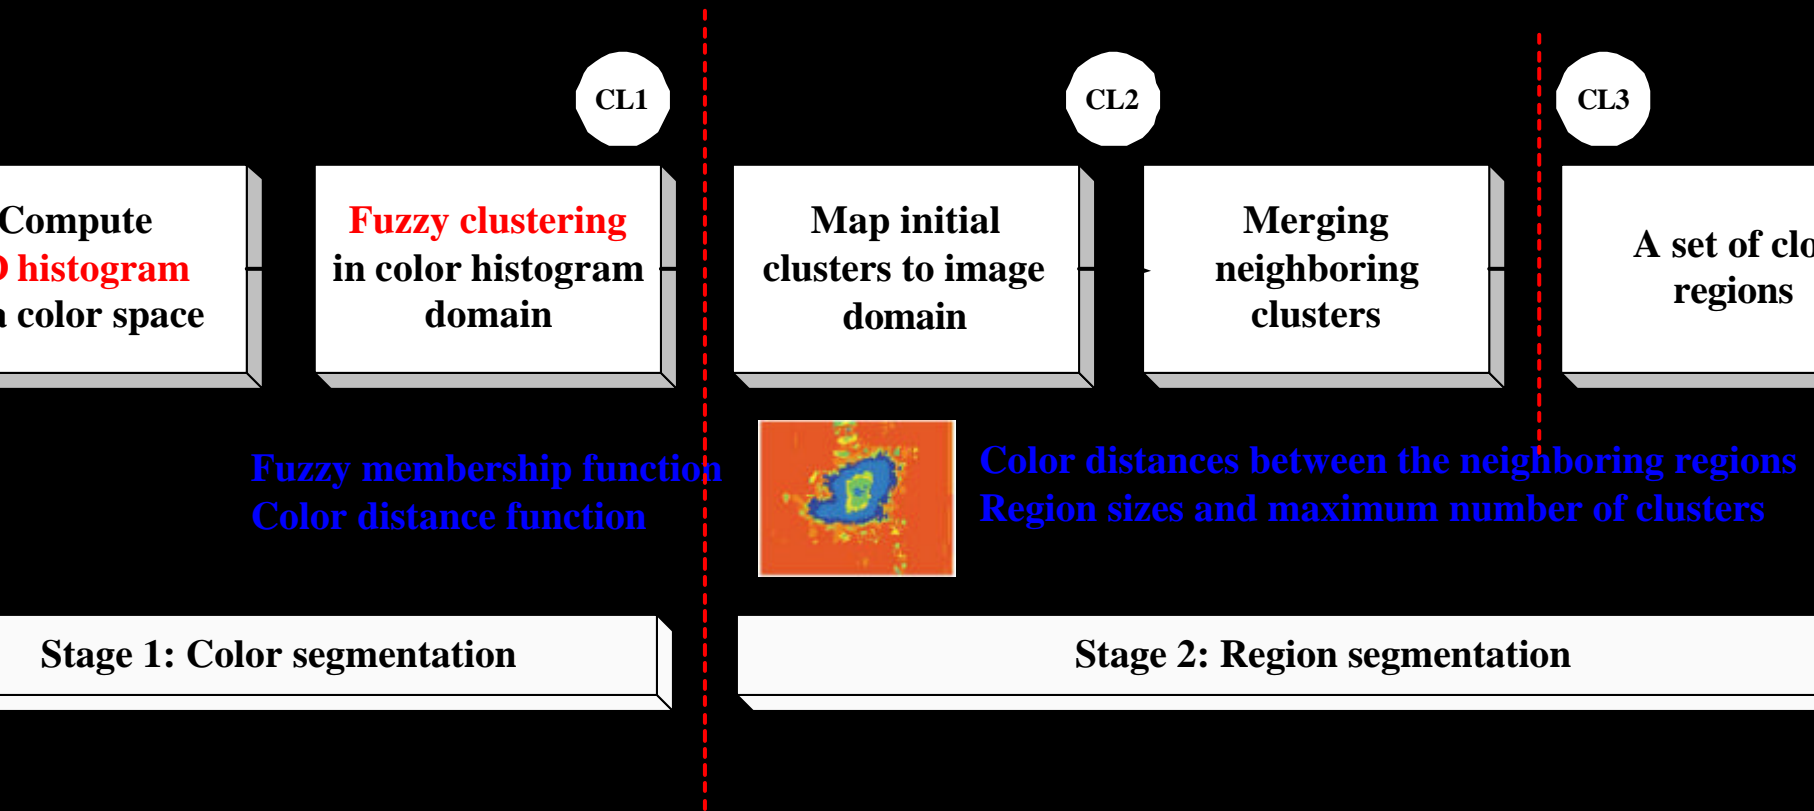 CL1
CL2
CL3
Compute
histogram
color space
Fuzzy clustering
in color histogram
domain
Map initial
clusters to image
domain
Merging
neighboring
clusters
A set of clo
regions
Fuzzy membership function
Color distance function
Color distances between the neighboring regions
Region sizes and maximum number of clusters
Stage 1: Color segmentation
Stage 2: Region segmentation